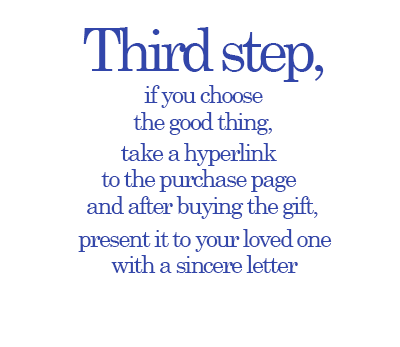 Third step,
if you choose
the good thing,
take a hyperlink
to the purchase page
and after buying the gift,
present it to your loved one
with a sincere letter